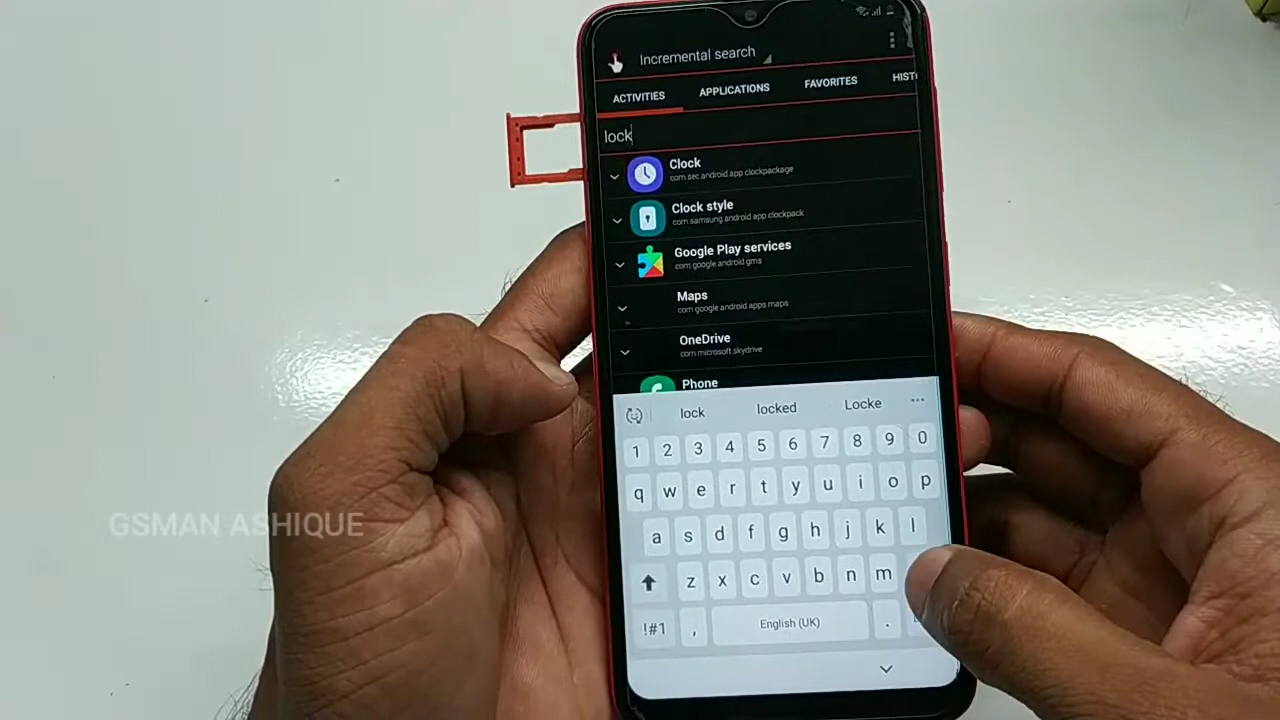 Incremental search
ACTIVITIES APPLICATIONS FAVORITES HIST
lock
Clock
com sec android app clockpackage
Clock style
com samsung android app clockpack
Google Play services
com google android gms
Maps
com google android apps maps
OneDrive
com microsoft skydrive
Phone
lock locked Locke
1 2 3 4 5 6 7 8 9 0
q w e r t y u i o p
a s d f g h j k l
z x c v b n m
!#1 , English (UK) .
GSMAN ASHIQUE